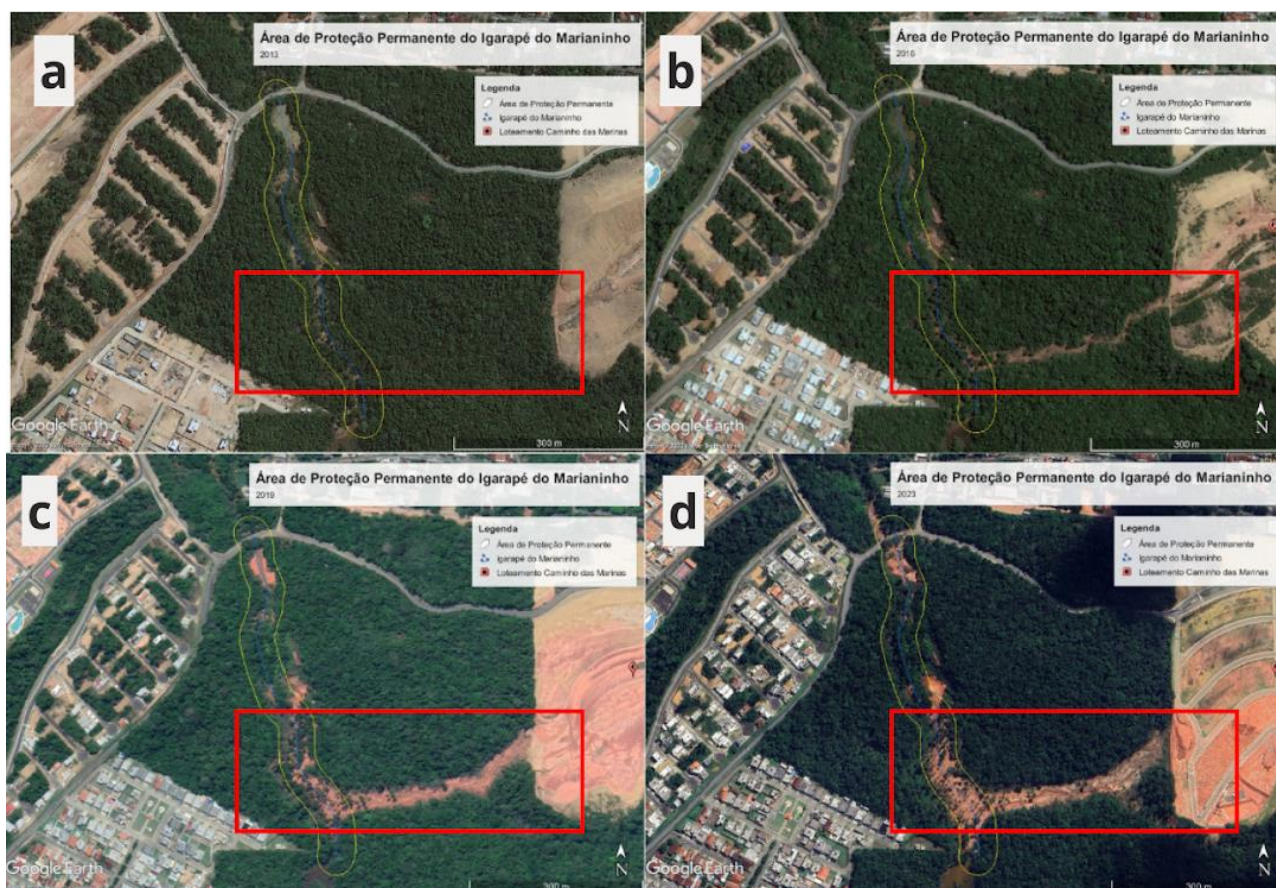 a
Área de Proteção Permanente do Igarapé do Marianinho
2013
Legenda
Área de Proteção Permanente
Igarapé do Marianinho
Loteamento Caminho das Marinas
Google Earth
300 m
N
b
Área de Proteção Permanente do Igarapé do Marianinho
2016
Legenda
Área de Proteção Permanente
Igarapé do Marianinho
Loteamento Caminho das Marinas
Google Earth
300 m
N
c
Área de Proteção Permanente do Igarapé do Marianinho
2019
Legenda
Área de Proteção Permanente
Igarapé do Marianinho
Loteamento Caminho das Marinas
Google Earth
300 m
N
d
Área de Proteção Permanente do Igarapé do Marianinho
2023
Legenda
Área de Proteção Permanente
Igarapé do Marianinho
Loteamento Caminho das Marinas
Google Earth
300 m
N